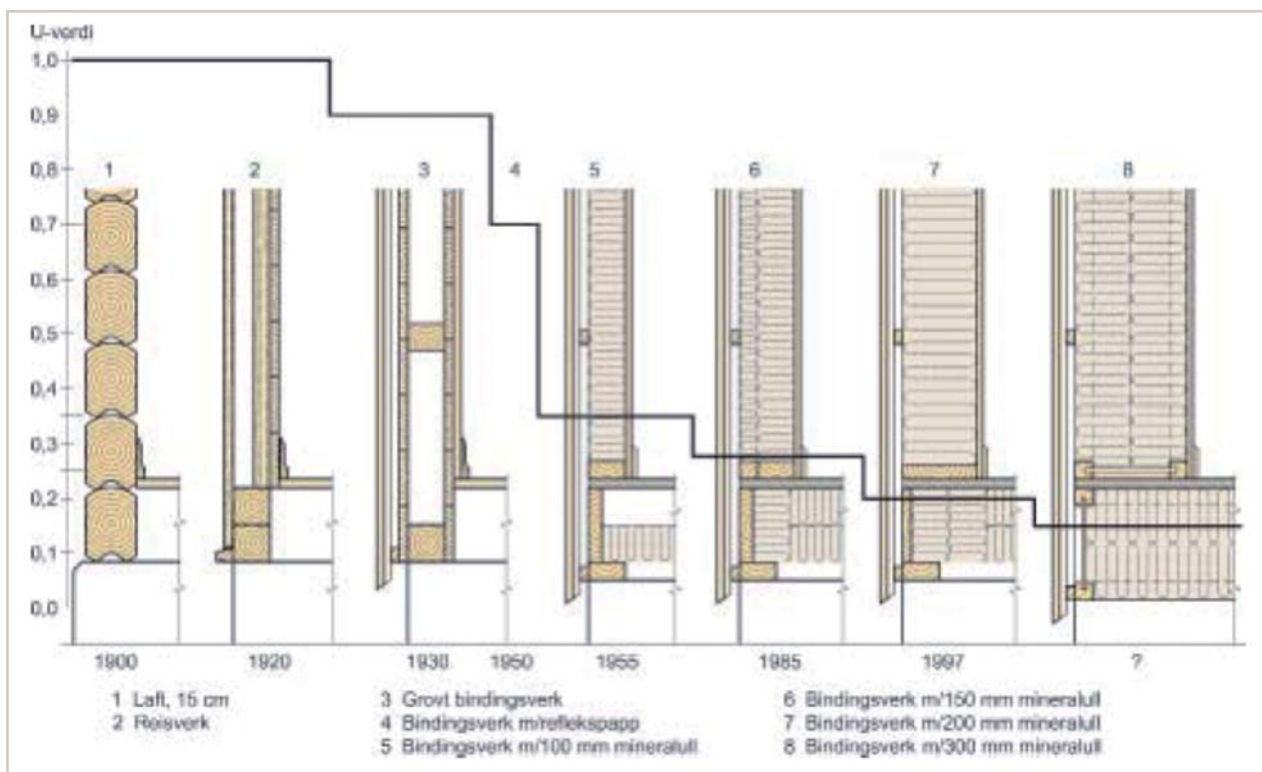 U-verdi
1,0
0,9
0,8
0,7
0,6
0,5
0,4
0,3
0,2
0,1
0,0
1 2 3 4 5 6 7 8
1900 1920 1930 1950 1955 1985 1997 ?
1 Laft, 15 cm
2 Reisverk
3 Grovt bindingsverk
4 Bindingsverk m/reflekspapp
5 Bindingsverk m/100 mm mineralull
6 Bindingsverk m/150 mm mineralull
7 Bindingsverk m/200 mm mineralull
8 Bindingsverk m/300 mm mineralull